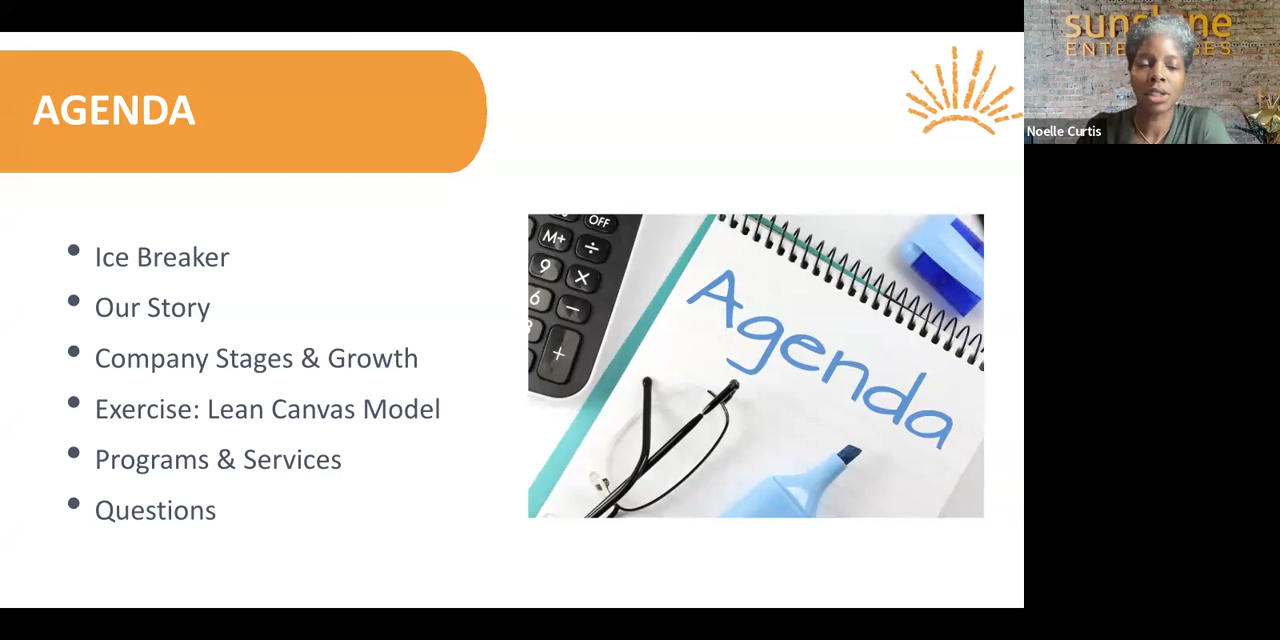 AGENDA
Ice Breaker
Our Story
Company Stages & Growth
Exercise: Lean Canvas Model
Programs & Services
Questions
OFF
M+ ÷
9 X
6 −
+
Agenda
Noelle Curtis